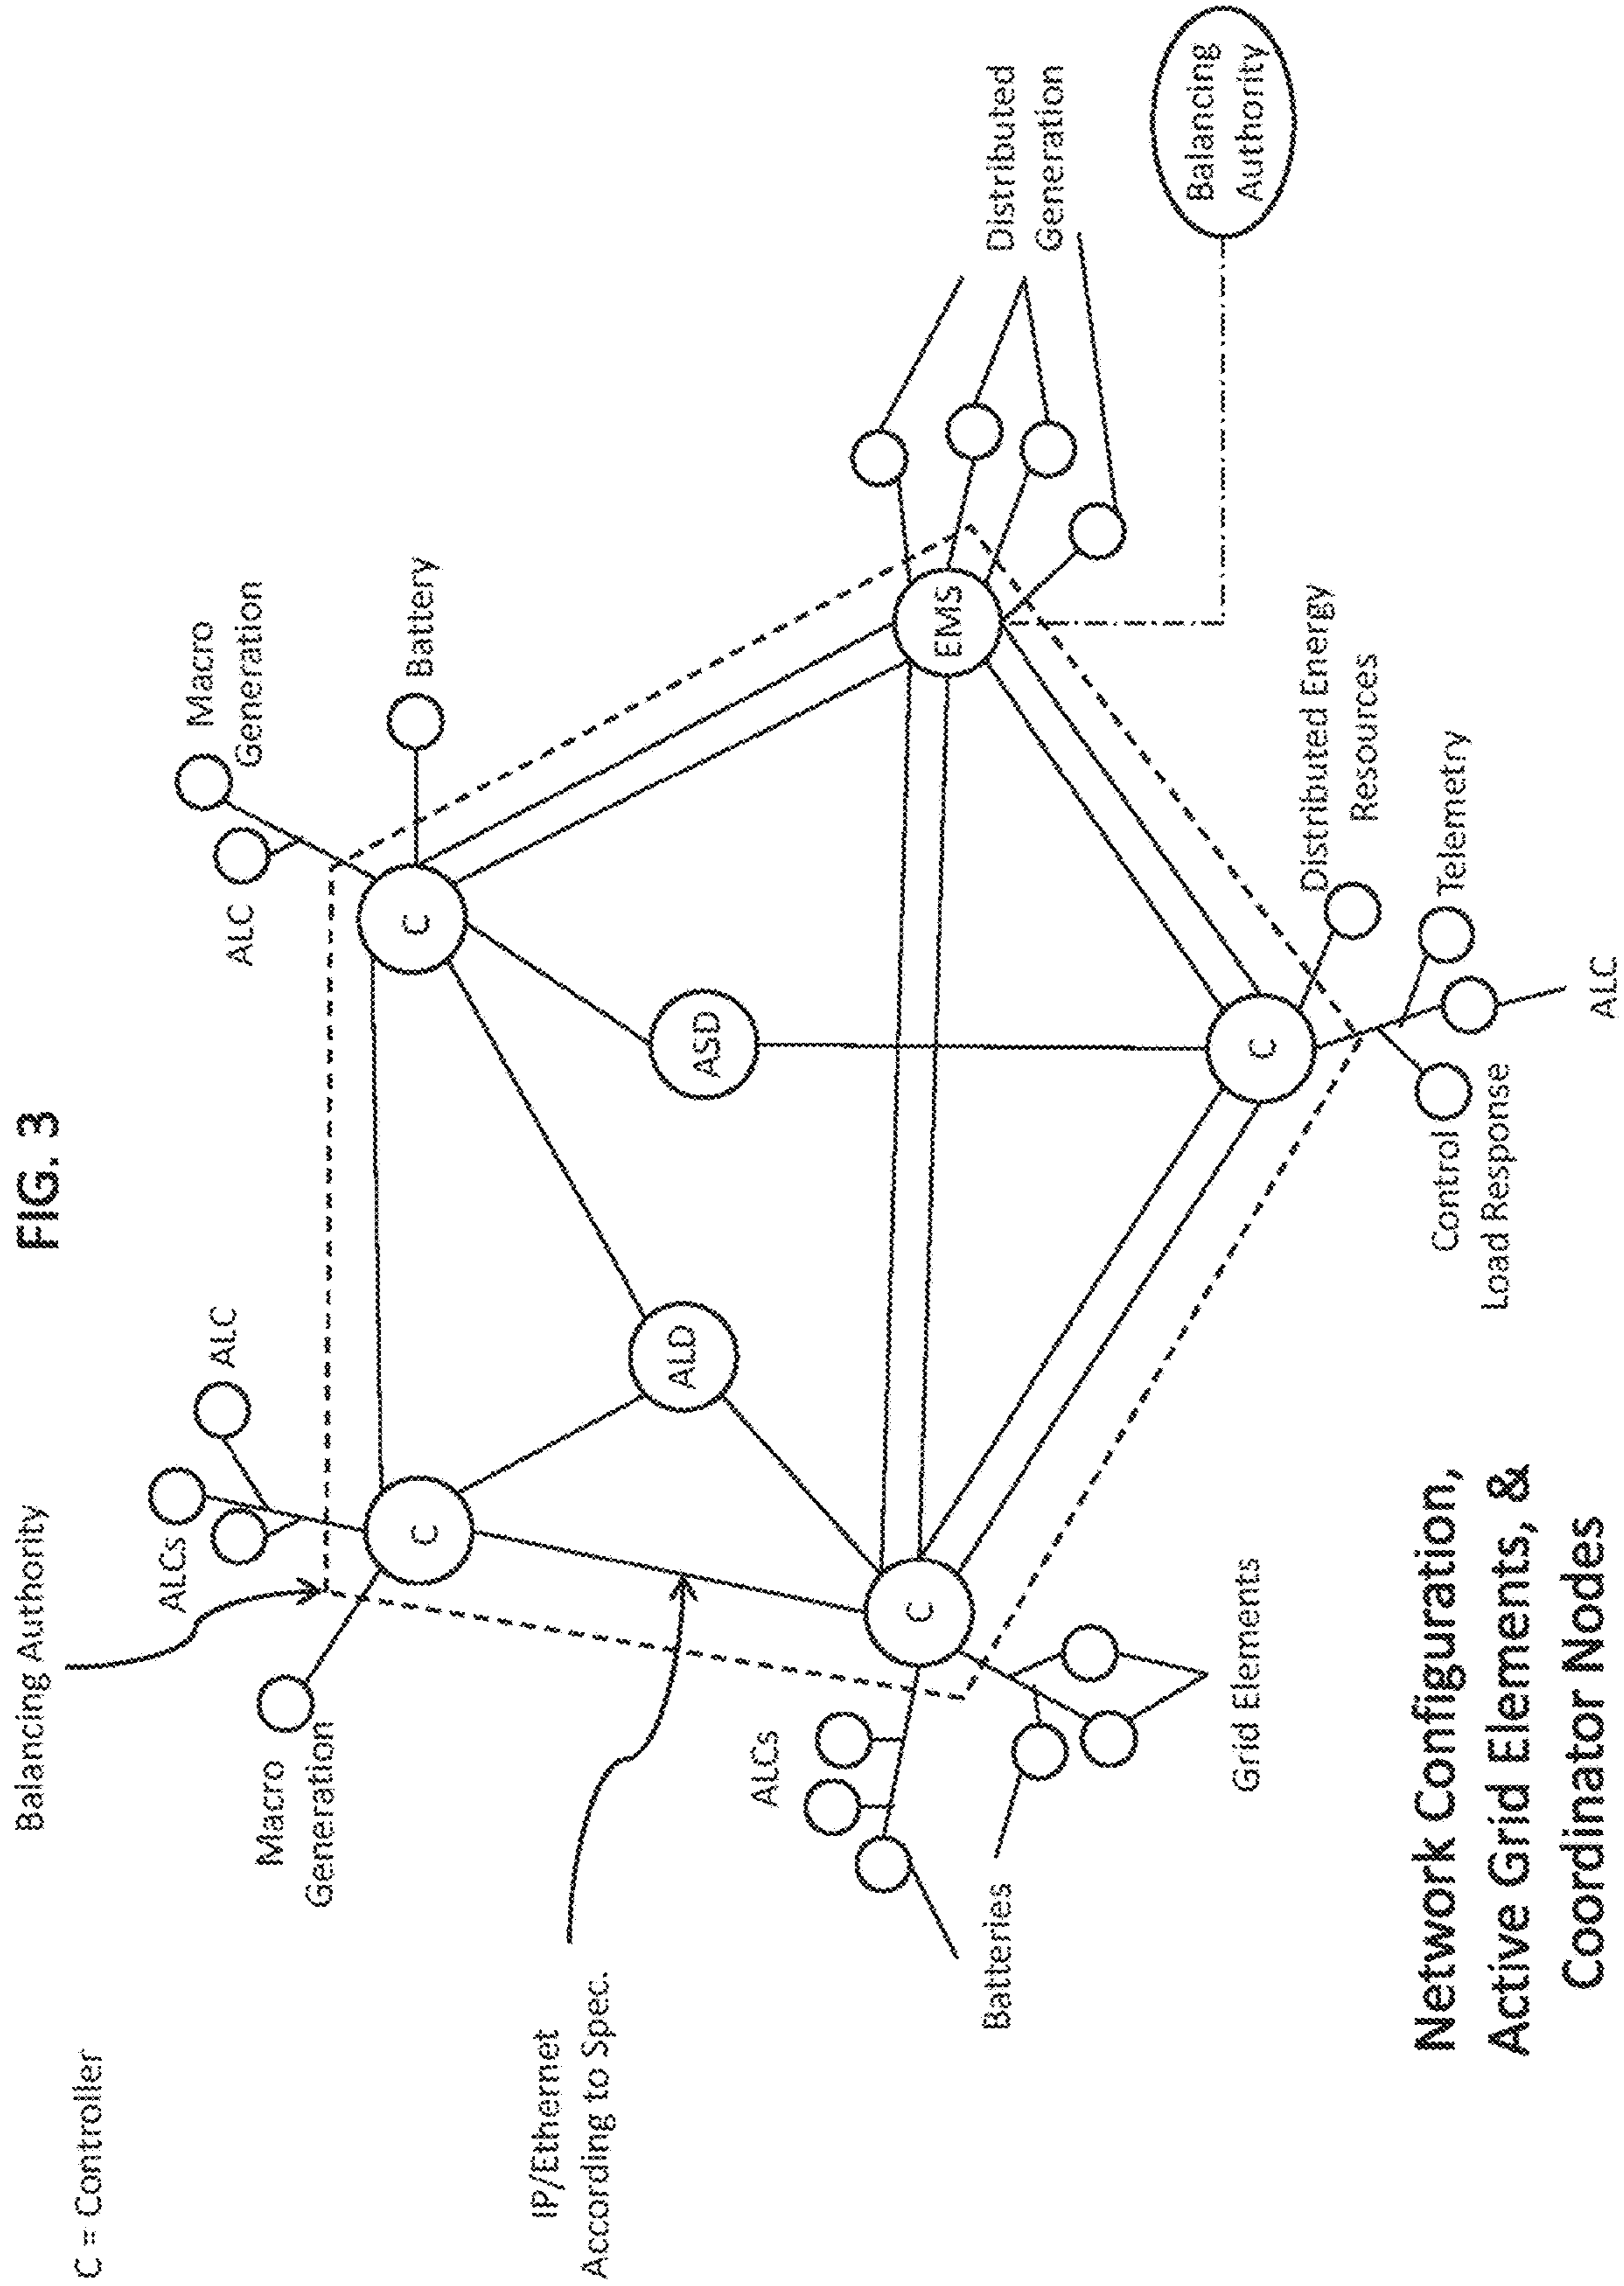 FIG. 3
C = Controller
Balancing Authority
Macro
Generation
ALCs
ALC
ALC
Macro
Generation
Battery
IP/Ethernet
According to Spec.
C
C
ALD
ASD
C
EMS
C
Distributed
Generation
Balancing
Authority
ALCs
Batteries
Grid Elements
Distributed Energy
Resources
Telemetry
Control
Load Response
ALC
Network Configuration,
Active Grid Elements, &
Coordinator Nodes